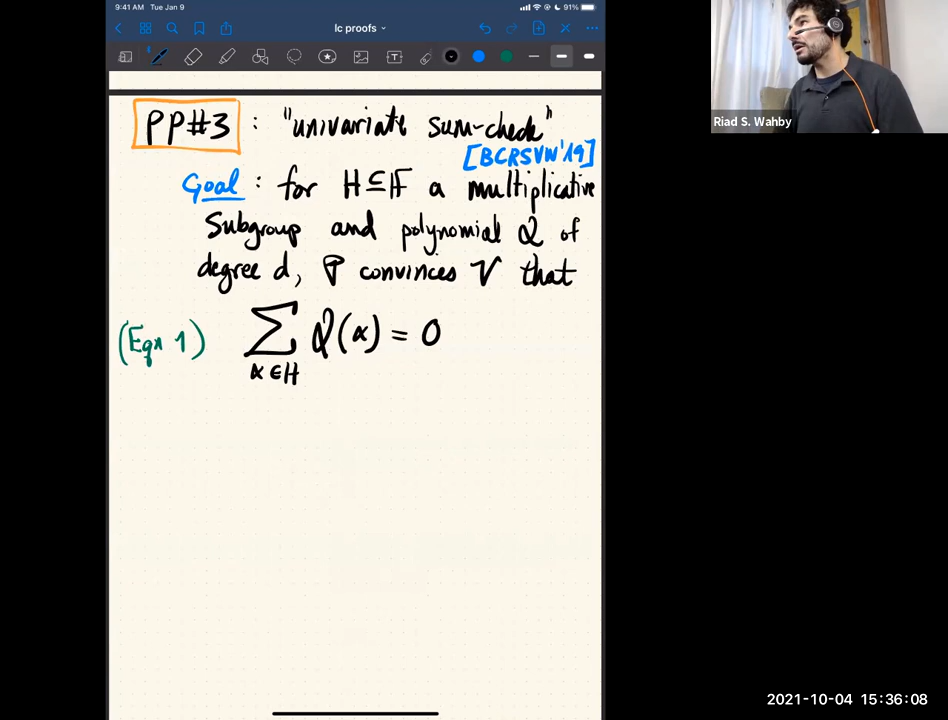 9:41 AM Tue Jan 9
91%
lc proofs
PP#3 : "univariate sum-check"
[BCRSVW'19]
Goal : for H ⊆ F a multiplicative
Subgroup and polynomial Q of
degree d, P convinces V that
(Eqn 1) ∑ Q(α) = 0
α ∈ H
Riad S. Wahby
2021-10-04 15:36:08